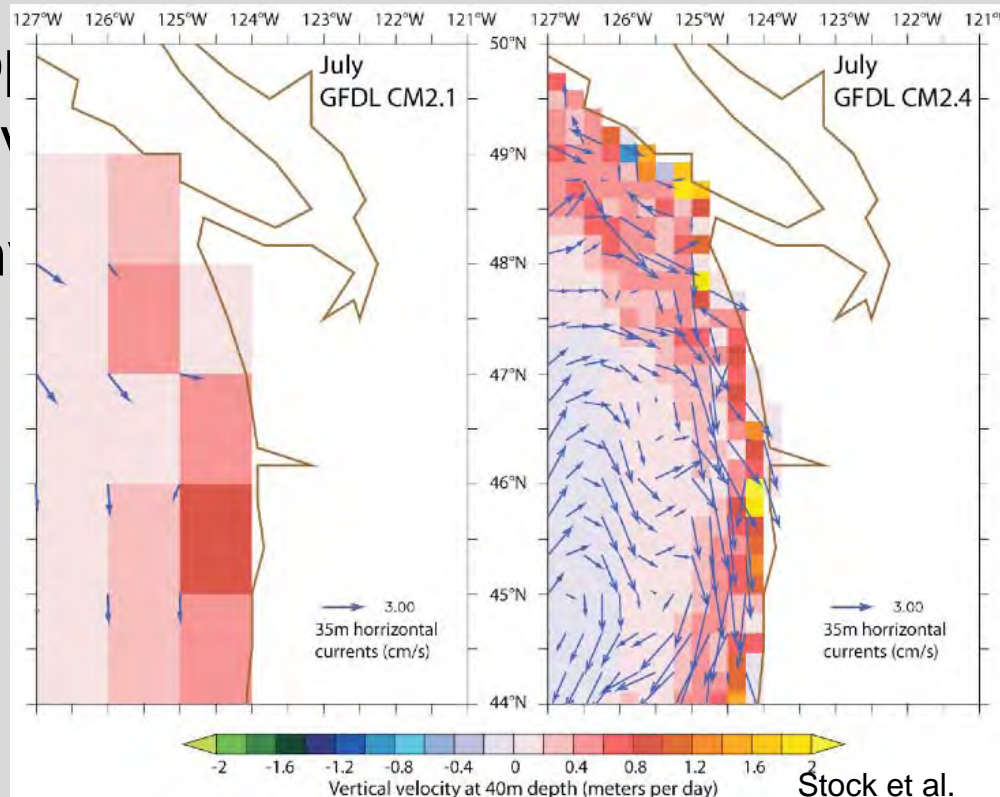 127°W 125°W 124°W 123°W 122°W 121°W
127°W 125°W 124°W 123°W 122°W
July
GFDL CM2.1
50°N
49°N
48°N
47°N
46°N
45°N
44°N
July
GFDL CM2.4
3.00
35m horrizontal
currents (cm/s)
3.00
35m horrizontal
currents (cm/s)
-2 -1.6 -1.2 -0.8 -0.4 0 0.4 0.8 1.2 1.6 2
Vertical velocity at 40m depth (meters per day)
Stock et al.